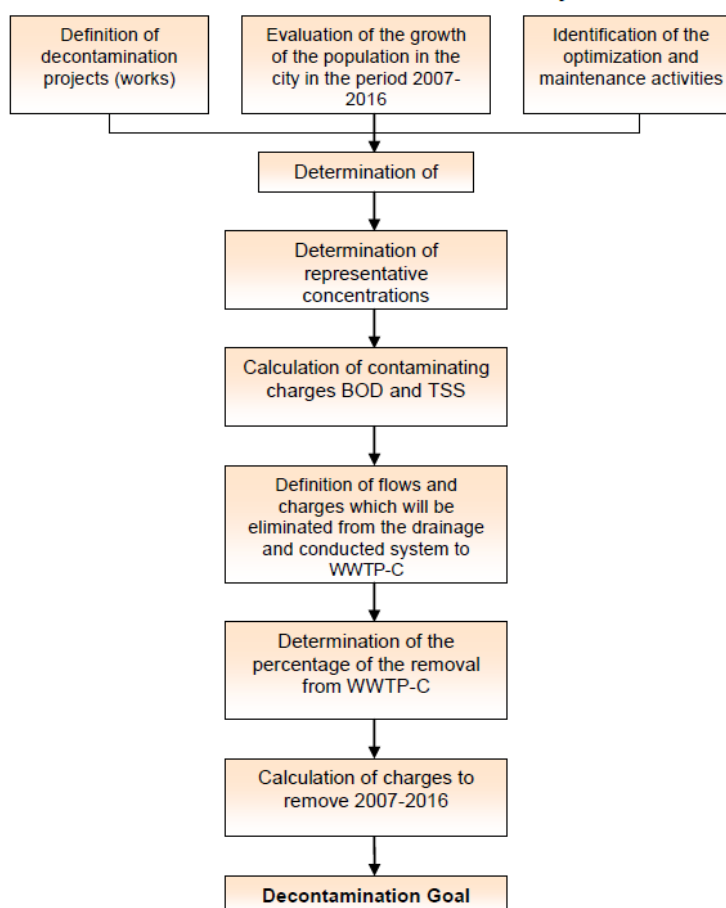 Definition of
decontamination
projects (works)
Evaluation of the growth
of the population in the
city in the period 2007-
2016
Identification of the
optimization and
maintenance activities
Determination of
Determination of
representative
concentrations
Calculation of contaminating
charges BOD and TSS
Definition of flows and
charges which will be
eliminated from the drainage
and conducted system to
WWTP-C
Determination of the
percentage of the removal
from WWTP-C
Calculation of charges to
remove 2007-2016
Decontamination Goal